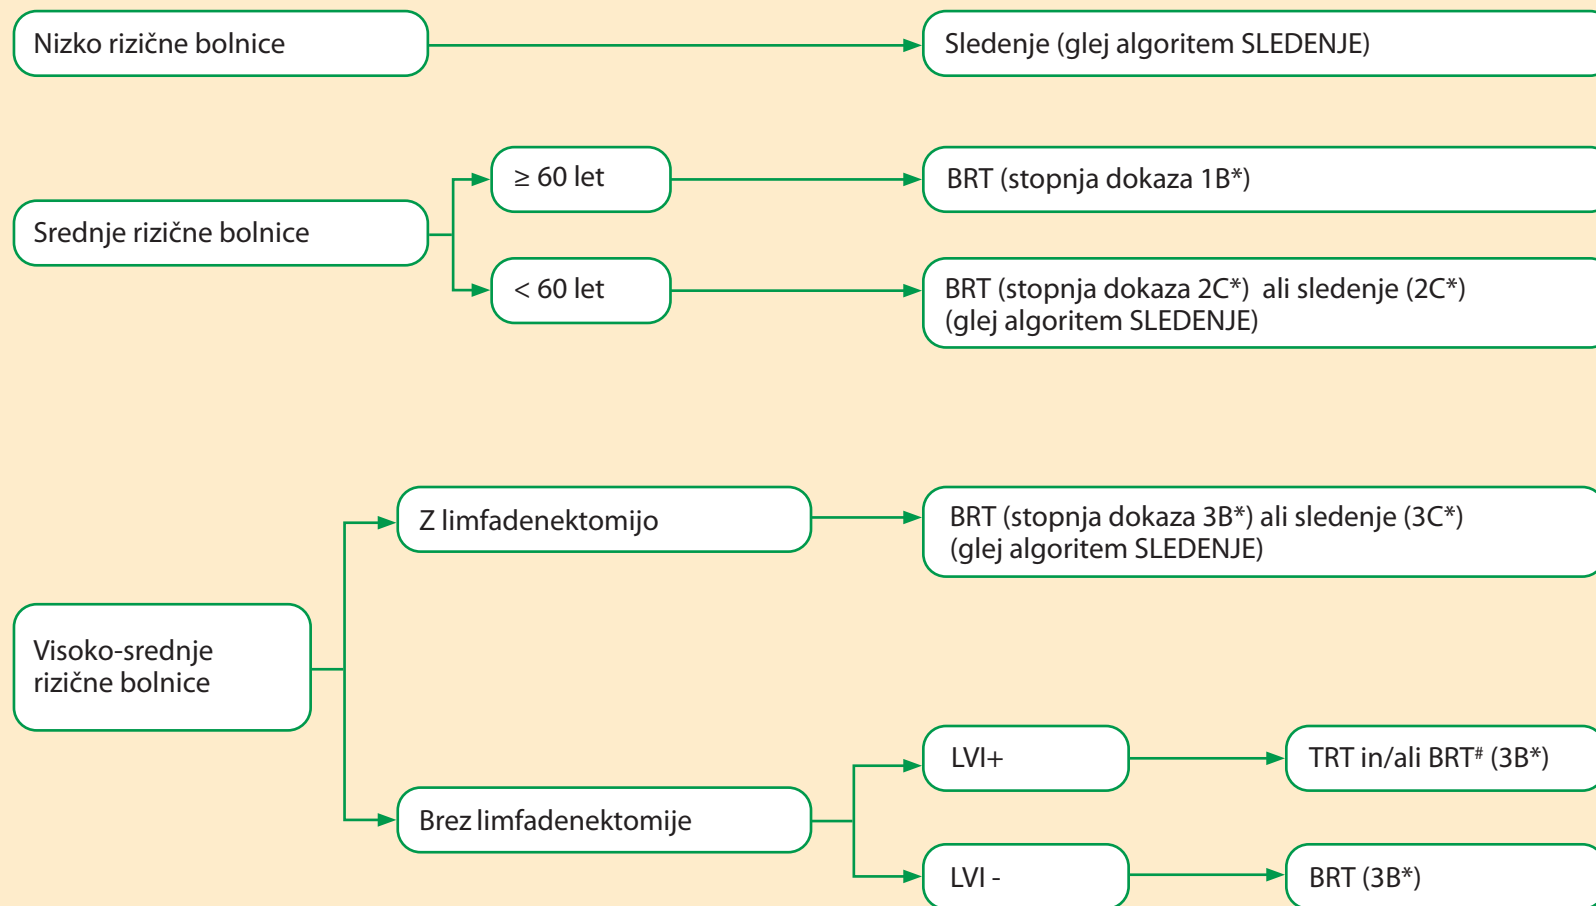 Nizko rizične bolnice
Sledenje (glej algoritem SLEDENJE)
Srednje rizične bolnice
≥ 60 let
BRT (stopnja dokaza 1B*)
< 60 let
BRT (stopnja dokaza 2C*) ali sledenje (2C*)
(glej algoritem SLEDENJE)
Visoko-srednje
rizične bolnice
Z limfadenektomijo
BRT (stopnja dokaza 3B*) ali sledenje (3C*)
(glej algoritem SLEDENJE)
Brez limfadenektomije
LVI+
TRT in/ali BRT# (3B*)
LVI -
BRT (3B*)